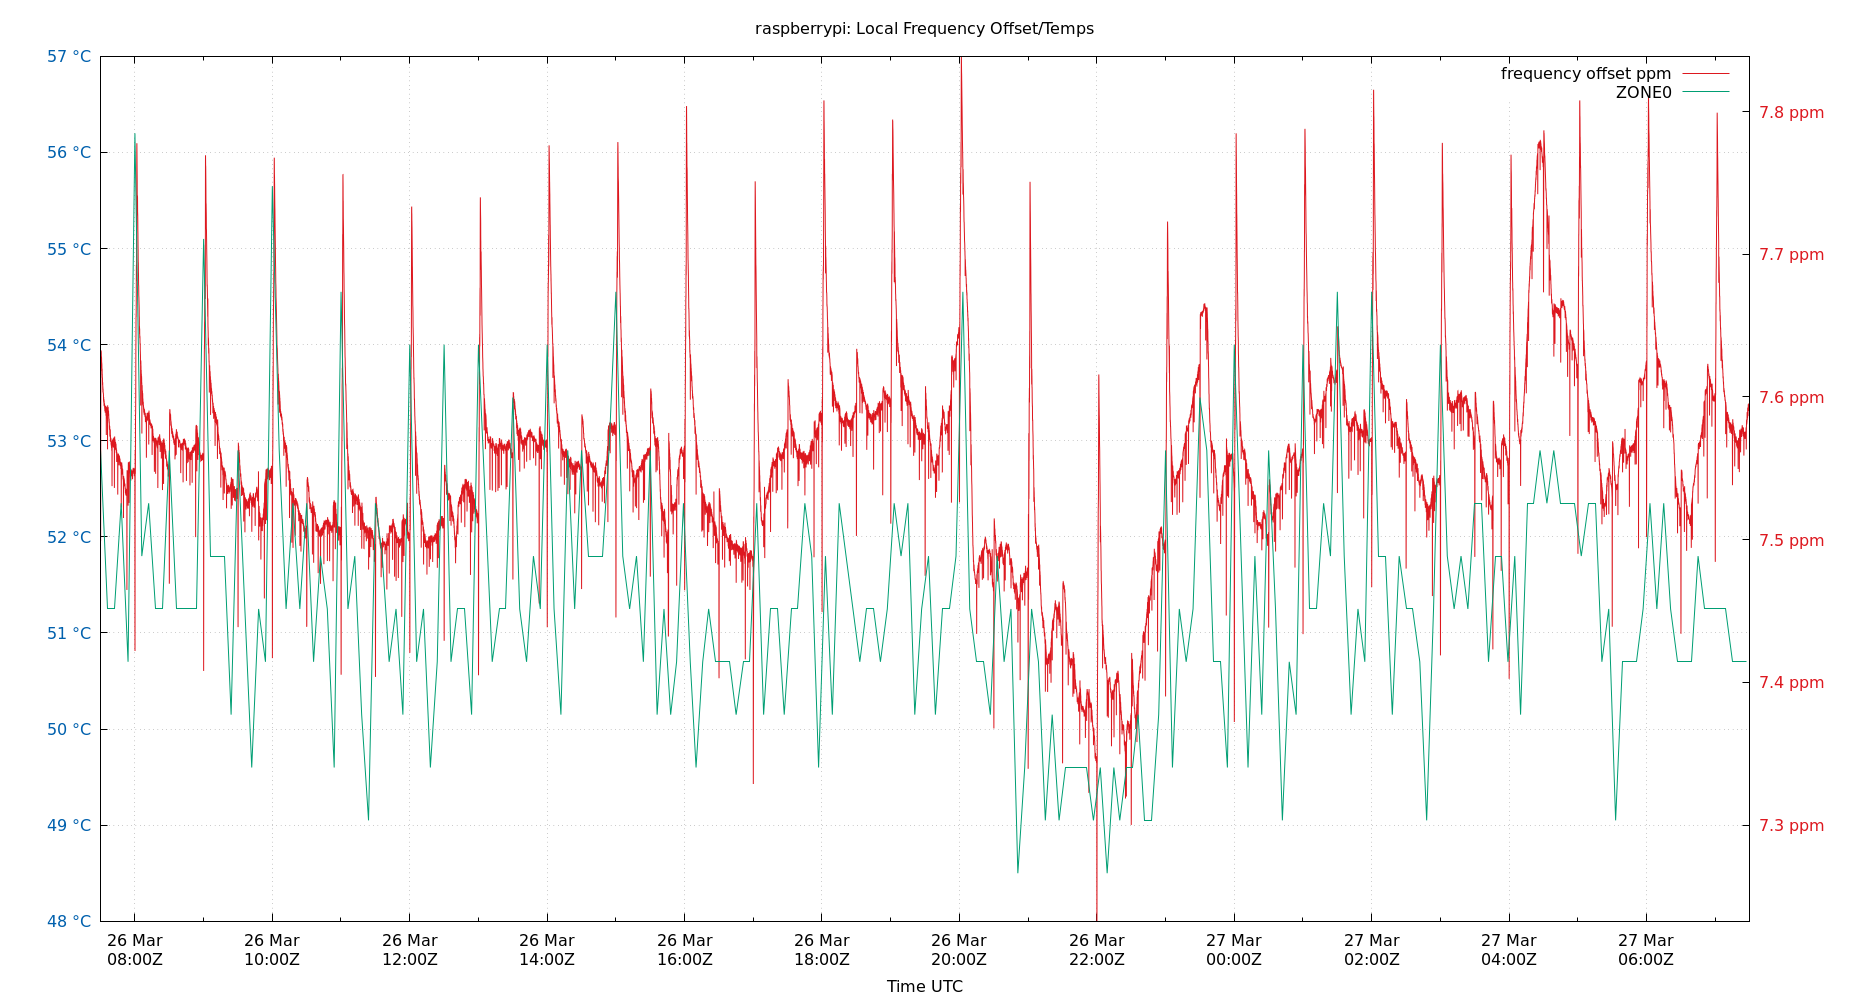 raspberrypi: Local Frequency Offset/Temps
frequency offset ppm
ZONE0
57 °C
56 °C
55 °C
54 °C
53 °C
52 °C
51 °C
50 °C
49 °C
48 °C
7.8 ppm
7.7 ppm
7.6 ppm
7.5 ppm
7.4 ppm
7.3 ppm
26 Mar 26 Mar 26 Mar 26 Mar 26 Mar 26 Mar 26 Mar 26 Mar 27 Mar 27 Mar 27 Mar 27 Mar
08:00Z 10:00Z 12:00Z 14:00Z 16:00Z 18:00Z 20:00Z 22:00Z 00:00Z 02:00Z 04:00Z 06:00Z
Time UTC